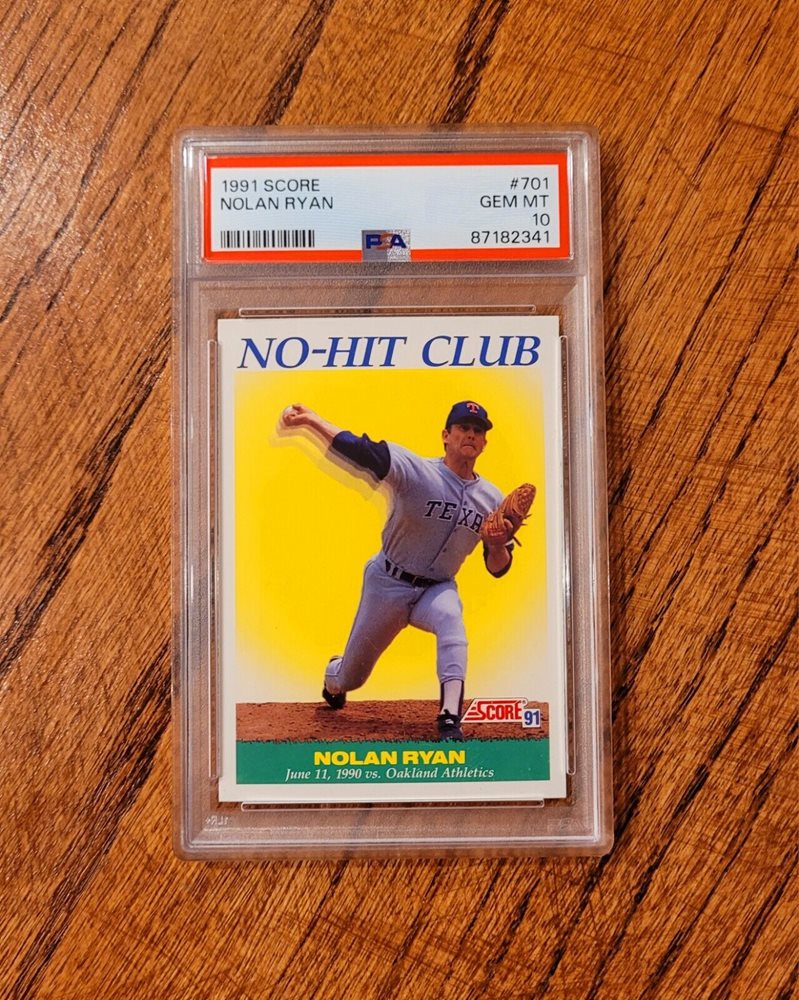 1991 SCORE
NOLAN RYAN
#701
GEM MT
10
87182341
PSA
NO-HIT CLUB
T
TEXA
SCORE 91
NOLAN RYAN
June 11, 1990 vs. Oakland Athletics